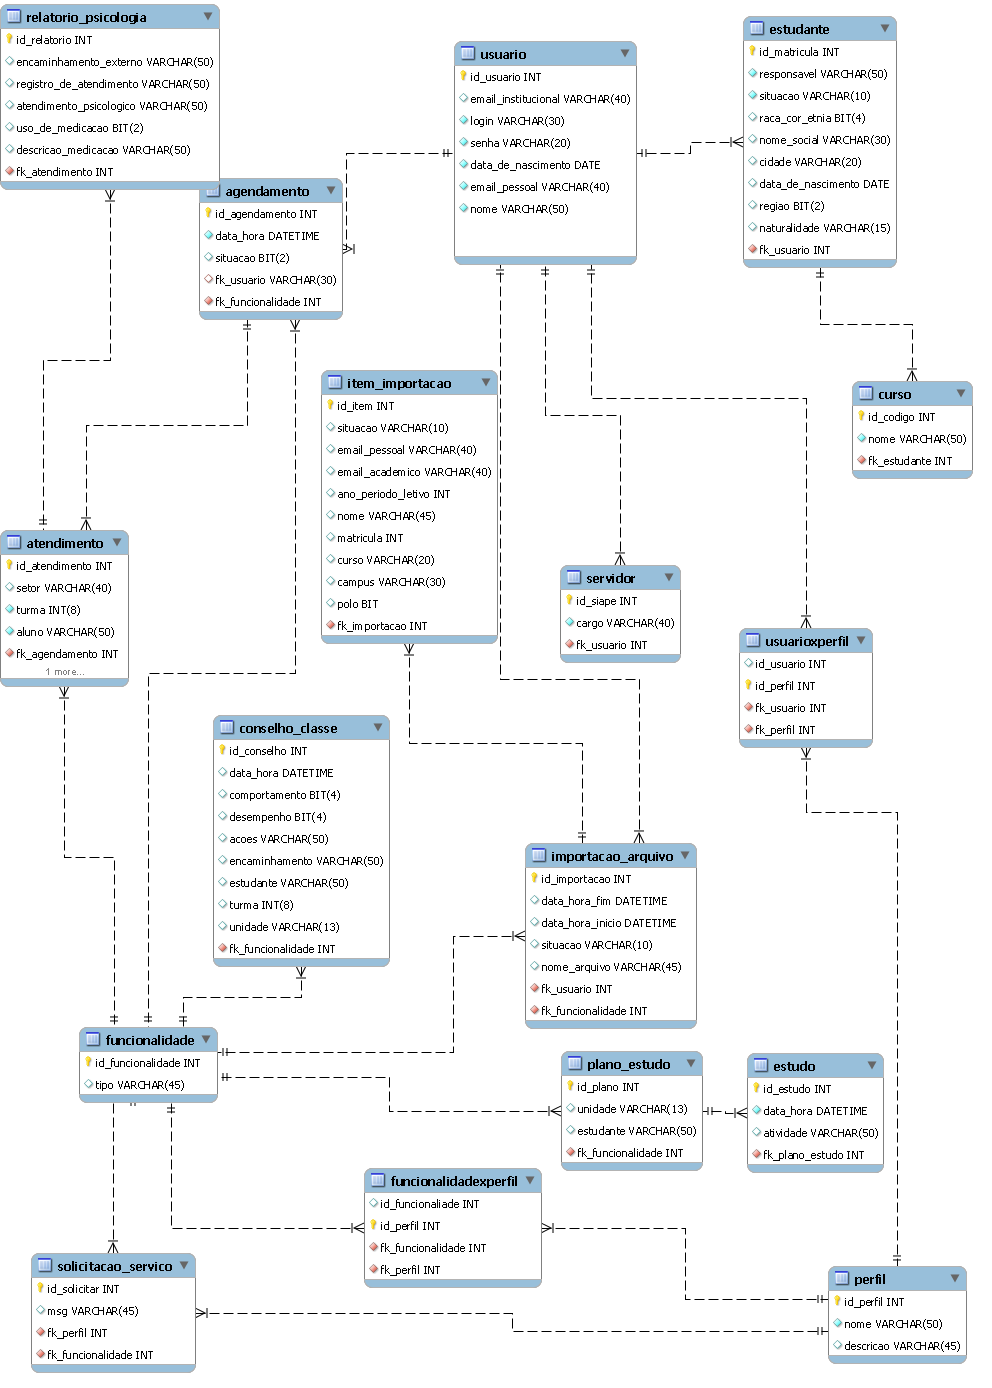 relatorio_psicologia
id_relatorio INT
encaminhamento_externo VARCHAR(50)
registro_de_atendimento VARCHAR(50)
atendimento_psicologico VARCHAR(50)
uso_de_medicacao BIT(2)
descricao_medicacao VARCHAR(50)
fk_atendimento INT
agendamento
id_agendamento INT
data_hora DATETIME
situacao BIT(2)
fk_usuario VARCHAR(30)
fk_funcionalidade INT
usuario
id_usuario INT
email_institucional VARCHAR(40)
login VARCHAR(30)
senha VARCHAR(20)
data_de_nascimento DATE
email_pessoal VARCHAR(40)
nome VARCHAR(50)
estudante
id_matricula INT
responsavel VARCHAR(50)
situacao VARCHAR(10)
raca_cor_etnia BIT(4)
nome_social VARCHAR(30)
cidade VARCHAR(20)
data_de_nascimento DATE
regiao BIT(2)
naturalidade VARCHAR(15)
fk_usuario INT
curso
id_codigo INT
nome VARCHAR(50)
fk_estudante INT
item_importacao
id_item INT
situacao VARCHAR(10)
email_pessoal VARCHAR(40)
email_academico VARCHAR(40)
ano_periodo_letivo INT
nome VARCHAR(45)
matricula INT
curso VARCHAR(20)
campus VARCHAR(30)
polo BIT
fk_importacao INT
atendimento
id_atendimento INT
setor VARCHAR(40)
turma INT(8)
aluno VARCHAR(50)
fk_agendamento INT
1 more...
servidor
id_siape INT
cargo VARCHAR(40)
fk_usuario INT
usuarioxperfil
id_usuario INT
id_perfil INT
fk_usuario INT
fk_perfil INT
conselho_classe
id_conselho INT
data_hora DATETIME
comportamento BIT(4)
desempenho BIT(4)
acoes VARCHAR(50)
encaminhamento VARCHAR(50)
estudante VARCHAR(50)
turma INT(8)
unidade VARCHAR(13)
fk_funcionalidade INT
importacao_arquivo
id_importacao INT
data_hora_fim DATETIME
data_hora_inicio DATETIME
situacao VARCHAR(10)
nome_arquivo VARCHAR(45)
fk_usuario INT
fk_funcionalidade INT
funcionalidade
id_funcionalidade INT
tipo VARCHAR(45)
plano_estudo
id_plano INT
unidade VARCHAR(13)
estudante VARCHAR(50)
fk_funcionalidade INT
estudo
id_estudo INT
data_hora DATETIME
atividade VARCHAR(50)
fk_plano_estudo INT
funcionalidadexperfil
id_funcionaliade INT
id_perfil INT
fk_funcionalidade INT
fk_perfil INT
solicitacao_servico
id_solicitar INT
msg VARCHAR(45)
fk_perfil INT
fk_funcionalidade INT
perfil
id_perfil INT
nome VARCHAR(50)
descricao VARCHAR(45)